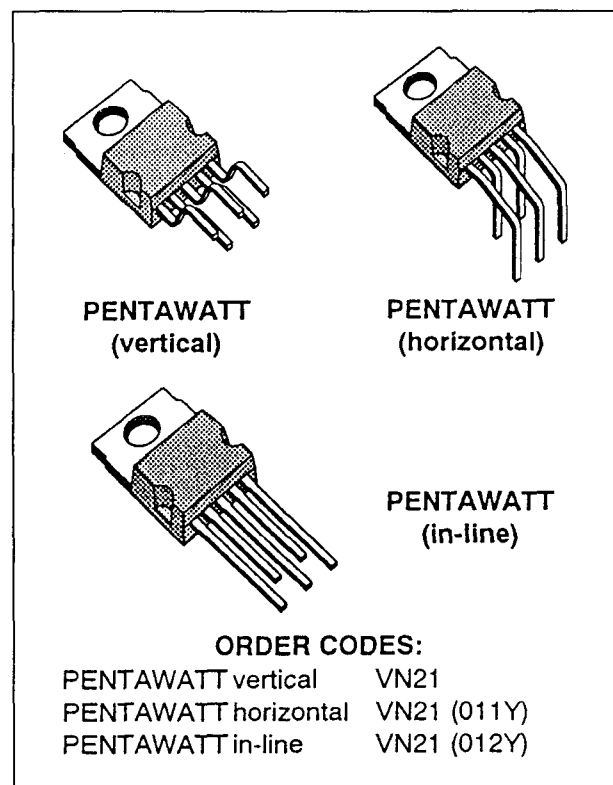 PENTAWATT
(vertical)
PENTAWATT
(horizontal)
PENTAWATT
(in-line)
ORDER CODES:
PENTAWATT vertical VN21
PENTAWATT horizontal VN21 (011Y)
PENTAWATT in-line VN21 (012Y)